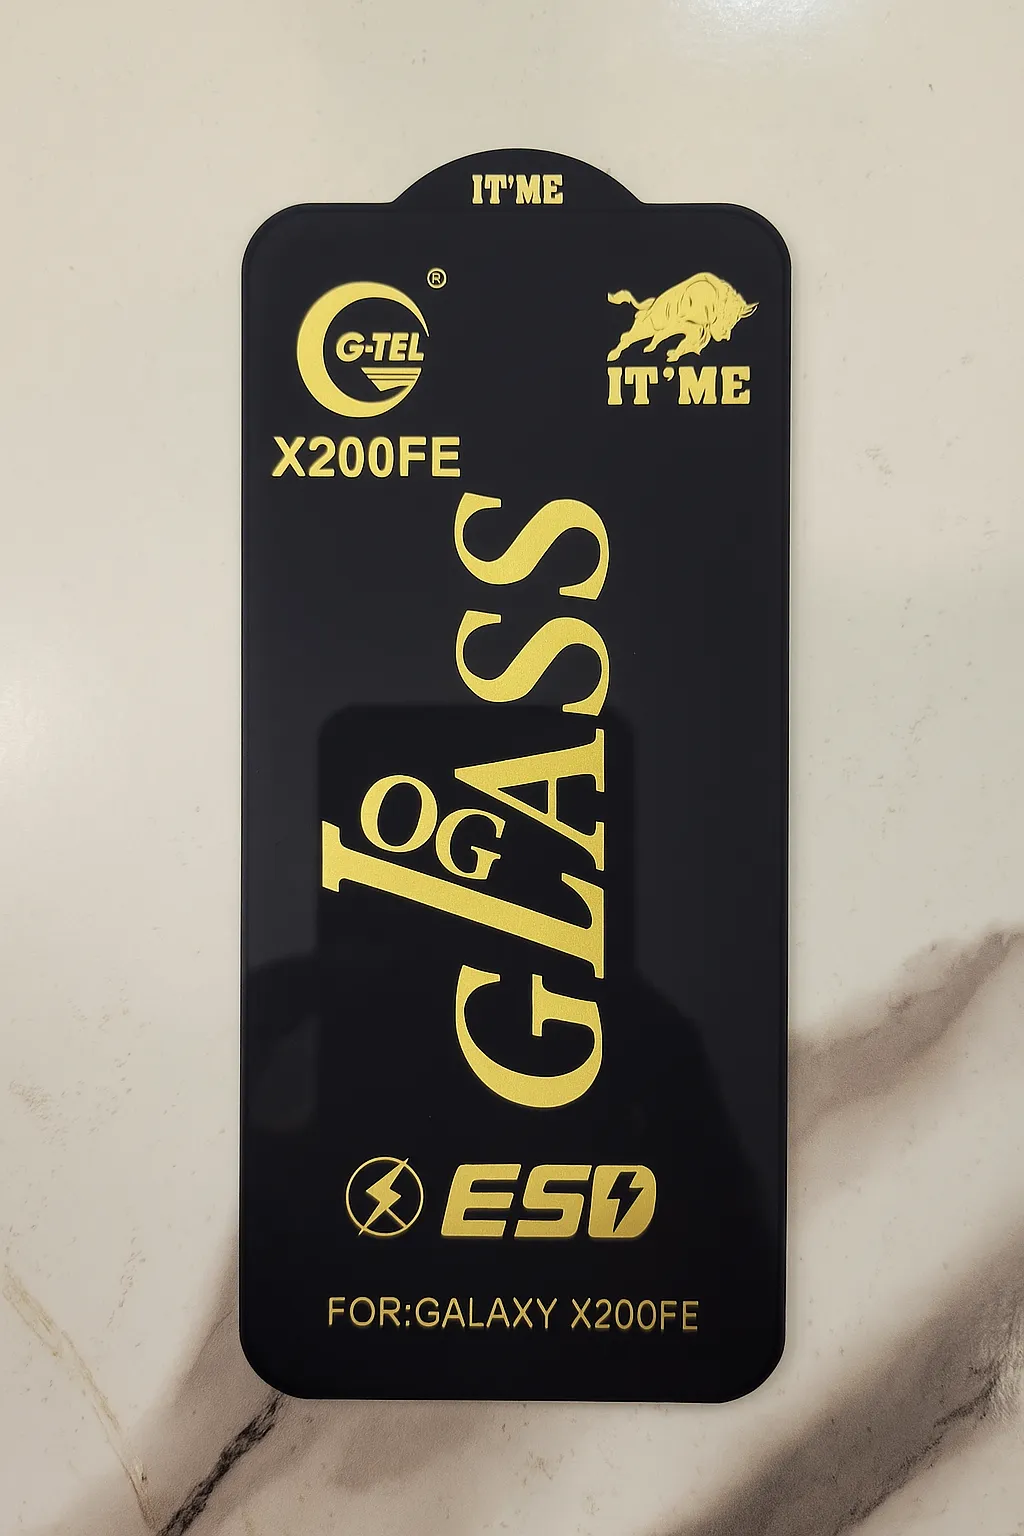 IT'ME
G-TEL ®
IT'ME
X200FE
OG
GLASS
ESD
FOR:GALAXY X200FE